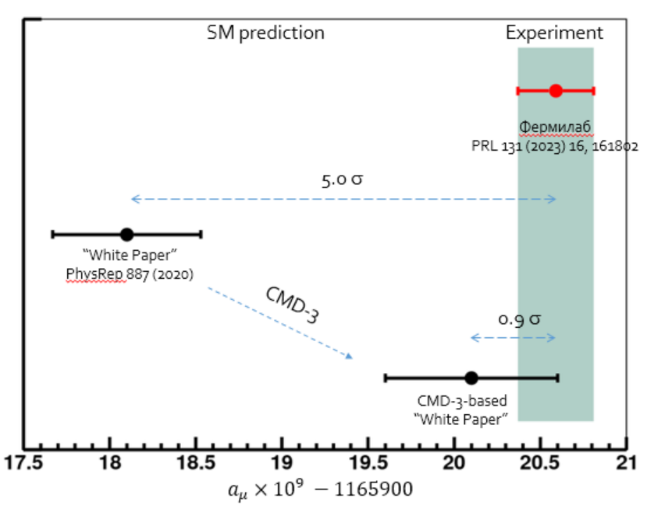 SM prediction
Experiment
Фермилаб
PRL 131 (2023) 16, 161802
5.0 σ
"White Paper"
PhysRep 887 (2020)
CMD-3
0.9 σ
CMD-3-based
"White Paper"
17.5 18 18.5 19 19.5 20 20.5 21
aμ × 10⁹ − 1165900